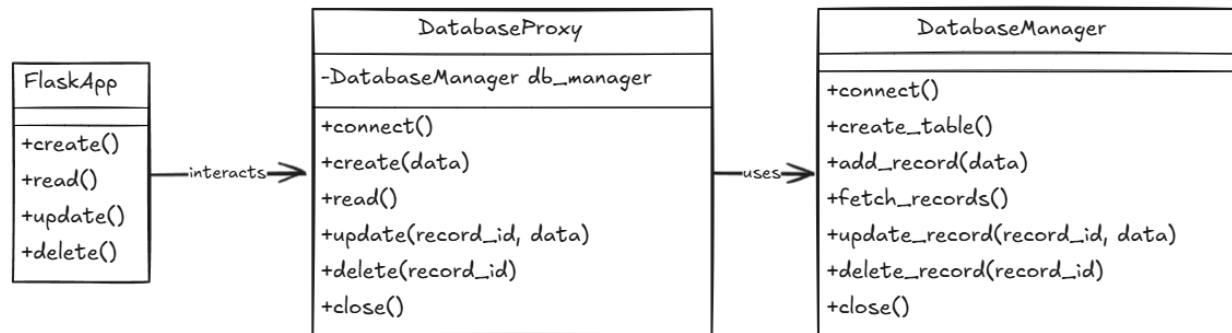 FlaskApp
+create()
+read()
+update()
+delete()
interacts
DatabaseProxy
-DatabaseManager db_manager
+connect()
+create(data)
+read()
+update(record_id, data)
+delete(record_id)
+close()
uses
DatabaseManager
+connect()
+create_table()
+add_record(data)
+fetch_records()
+update_record(record_id, data)
+delete_record(record_id)
+close()